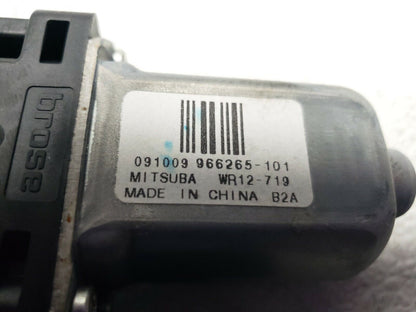 brose
091009 966265-101
MITSUBA WR12-719
MADE IN CHINA B2A